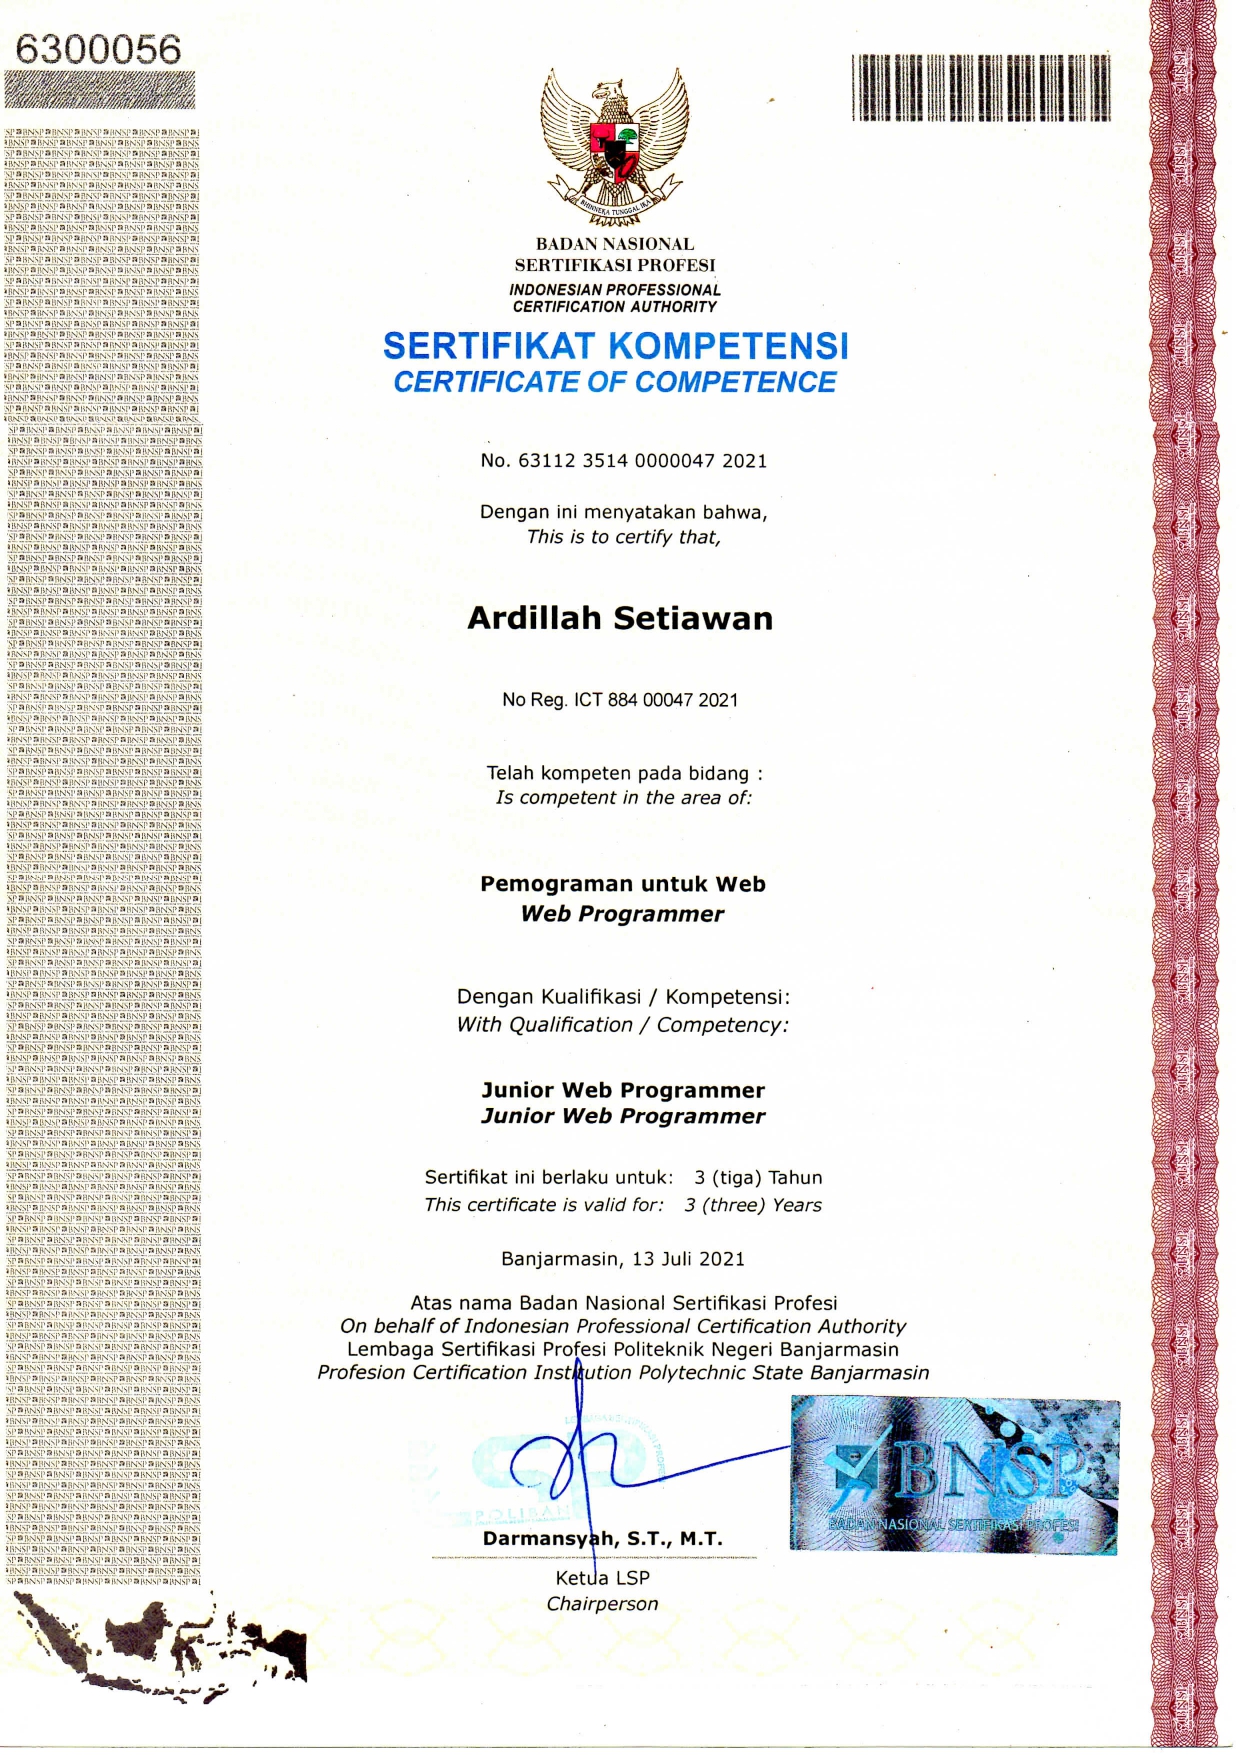 6300056
BHINNEKA TUNGGAL IKA
BADAN NASIONAL
SERTIFIKASI PROFESI
INDONESIAN PROFESSIONAL
CERTIFICATION AUTHORITY
SERTIFIKAT KOMPETENSI
CERTIFICATE OF COMPETENCE
No. 63112 3514 0000047 2021
Dengan ini menyatakan bahwa,
This is to certify that,
Ardillah Setiawan
No Reg. ICT 884 00047 2021
Telah kompeten pada bidang :
Is competent in the area of:
Pemograman untuk Web
Web Programmer
Dengan Kualifikasi / Kompetensi:
With Qualification / Competency:
Junior Web Programmer
Junior Web Programmer
Sertifikat ini berlaku untuk: 3 (tiga) Tahun
This certificate is valid for: 3 (three) Years
Banjarmasin, 13 Juli 2021
Atas nama Badan Nasional Sertifikasi Profesi
On behalf of Indonesian Professional Certification Authority
Lembaga Sertifikasi Profesi Politeknik Negeri Banjarmasin
Profesion Certification Institution Polytechnic State Banjarmasin
POLIBAN
BNSP
BADAN NASIONAL SERTIFIKASI PROFESI
Darmansyah, S.T., M.T.
Ketua LSP
Chairperson